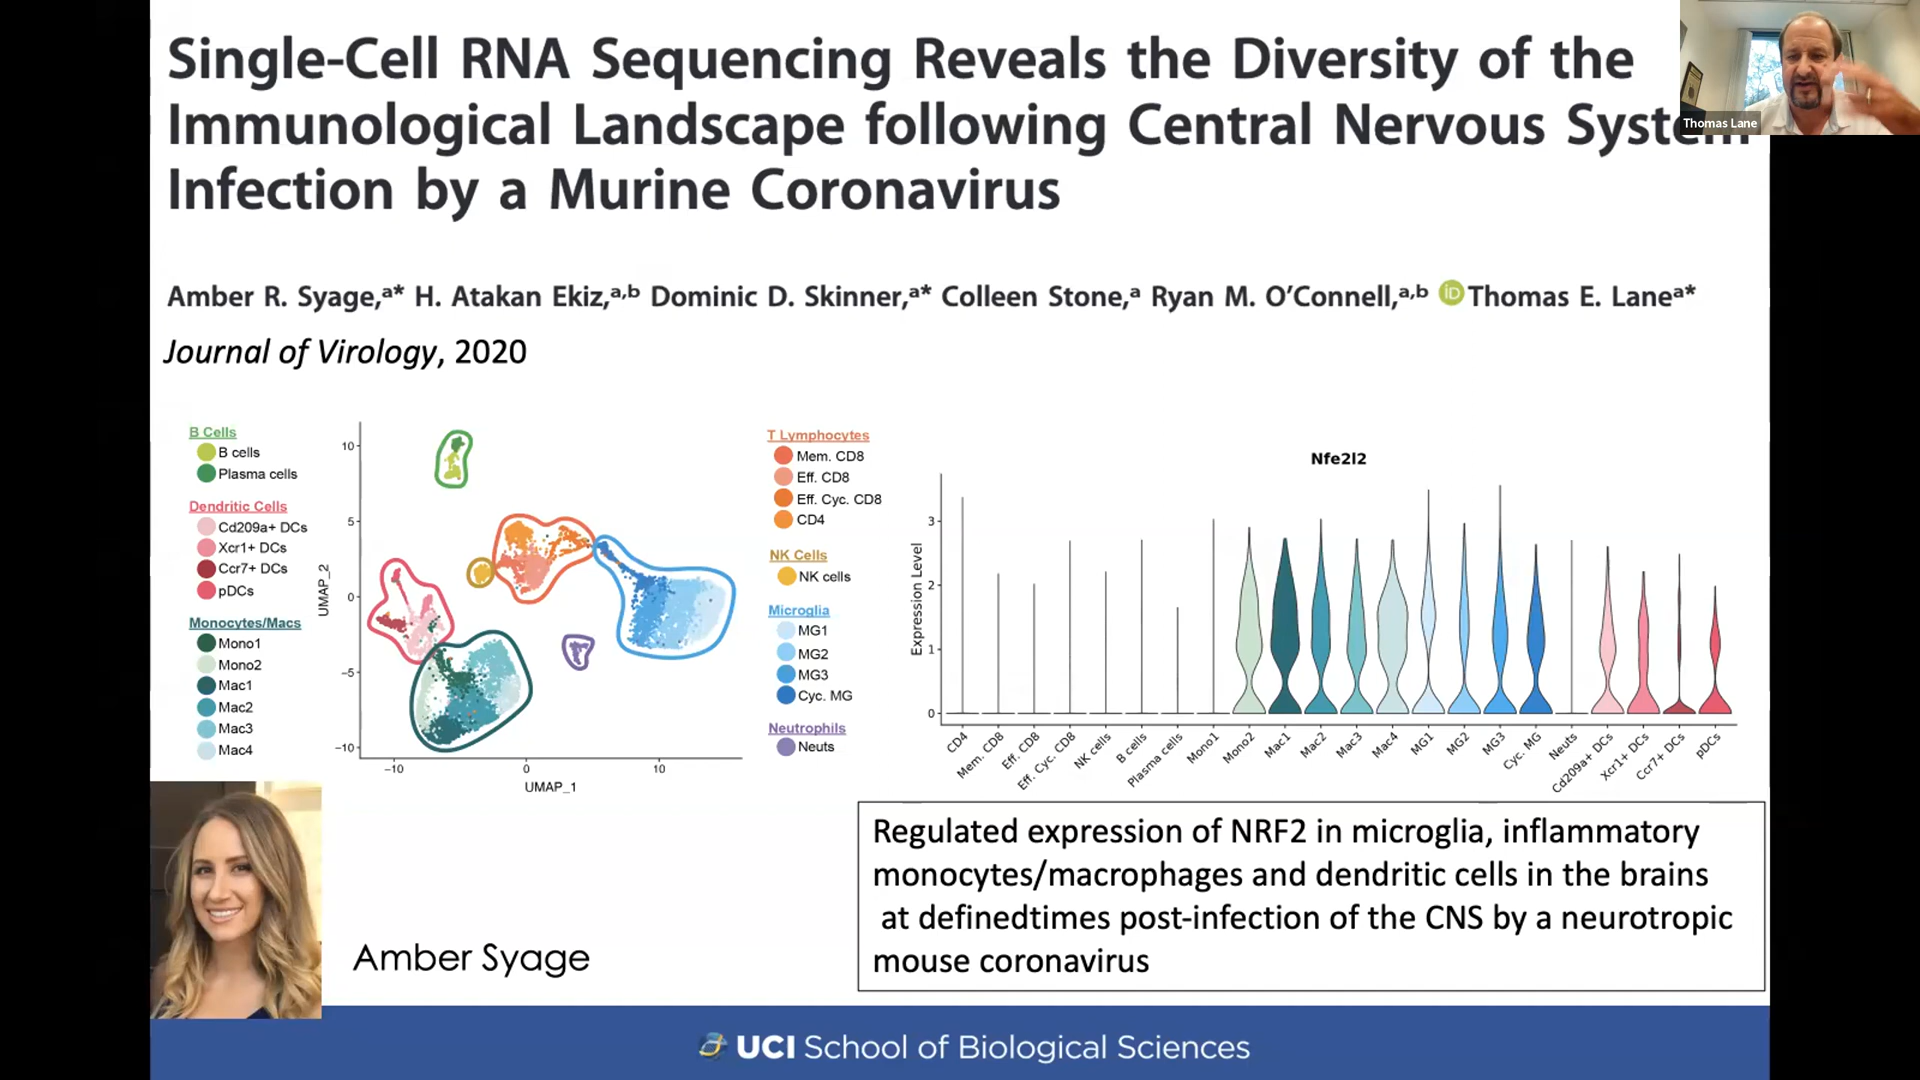 Single-Cell RNA Sequencing Reveals the Diversity of the
Immunological Landscape following Central Nervous System
Infection by a Murine Coronavirus
Thomas Lane
Amber R. Syage,a* H. Atakan Ekiz,a,b Dominic D. Skinner,a* Colleen Stone,a Ryan M. O'Connell,a,b iD Thomas E. Lanea*
Journal of Virology, 2020
B Cells
B cells
Plasma cells
Dendritic Cells
Cd209a+ DCs
Xcr1+ DCs
Ccr7+ DCs
pDCs
Monocytes/Macs
Mono1
Mono2
Mac1
Mac2
Mac3
Mac4
UMAP_2
10
5
0
−5
−10
−10 0 10
UMAP_1
T Lymphocytes
Mem. CD8
Eff. CD8
Eff. Cyc. CD8
CD4
NK Cells
NK cells
Microglia
MG1
MG2
MG3
Cyc. MG
Neutrophils
Neuts
Nfe2l2
Expression Level
3
2
1
0
CD4 Mem. CD8 Eff. CD8 Eff. Cyc. CD8 NK cells B cells Plasma cells Mono1 Mono2 Mac1 Mac2 Mac3 Mac4 MG1 MG2 MG3 Cyc. MG Neuts Cd209a+ DCs Xcr1+ DCs Ccr7+ DCs pDCs
Regulated expression of NRF2 in microglia, inflammatory
monocytes/macrophages and dendritic cells in the brains
at definedtimes post-infection of the CNS by a neurotropic
mouse coronavirus
Amber Syage
UCI School of Biological Sciences